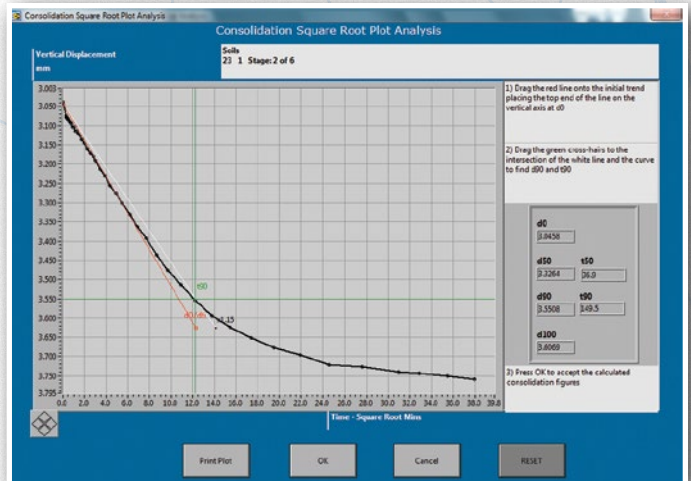 Consolidation Square Root Plot Analysis
Consolidation Square Root Plot Analysis
Vertical Displacement
mm
Soils
23 1 Stage: 2 of 6
3.003
3.050
3.100
3.150
3.200
3.250
3.300
3.350
3.400
3.450
3.500
3.550
3.600
3.650
3.700
3.750
3.795
0.0 2.0 4.0 6.0 8.0 10.0 12.0 14.0 16.0 18.0 20.0 22.0 24.0 26.0 28.0 30.0 32.0 34.0 36.0 38.0 39.8
t90
Time - Square Root Mins
1) Drag the red line onto the initial trend
placing the top end of the line on the
vertical axis at d0
2) Drag the green cross-hairs to the
intersection of the white line and the curve
to find d90 and t90
d0
3.0458
d50 t50
3.3264 36.0
d90 t90
3.5508 149.5
d100
3.6069
3) Press OK to accept the calculated
consolidation figures
Print Plot
OK
Cancel
RESET